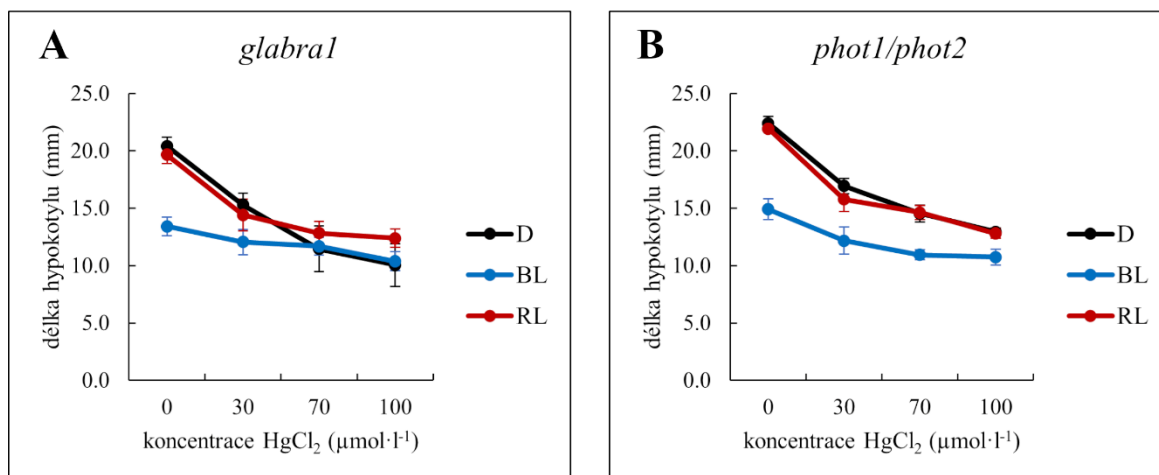 A
glabra1
délka hypokotylu (mm)
25.0
20.0
15.0
10.0
5.0
0.0
0 30 70 100
koncentrace HgCl₂ (µmol·l⁻¹)
D
BL
RL
B
phot1/phot2
délka hypokotylu (mm)
25.0
20.0
15.0
10.0
5.0
0.0
0 30 70 100
koncentrace HgCl₂ (µmol·l⁻¹)
D
BL
RL